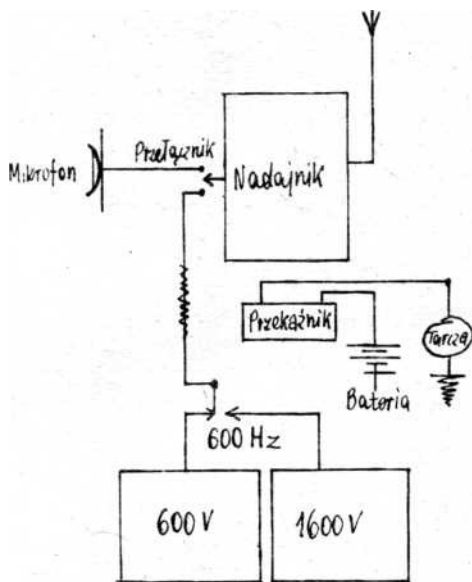 Przełącznik
Mikrofon
Nadajnik
Przekaźnik
Tarcza
Bateria
600 Hz
600 V
1600 V